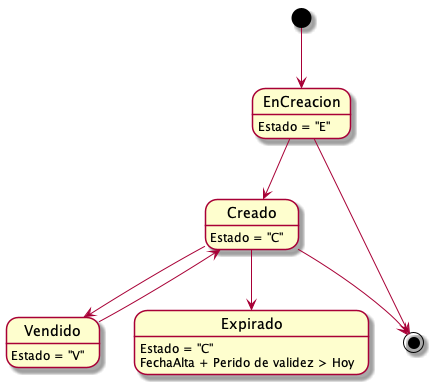 EnCreacion
Estado = "E"
Creado
Estado = "C"
Vendido
Estado = "V"
Expirado
Estado = "C"
FechaAlta + Perido de validez > Hoy